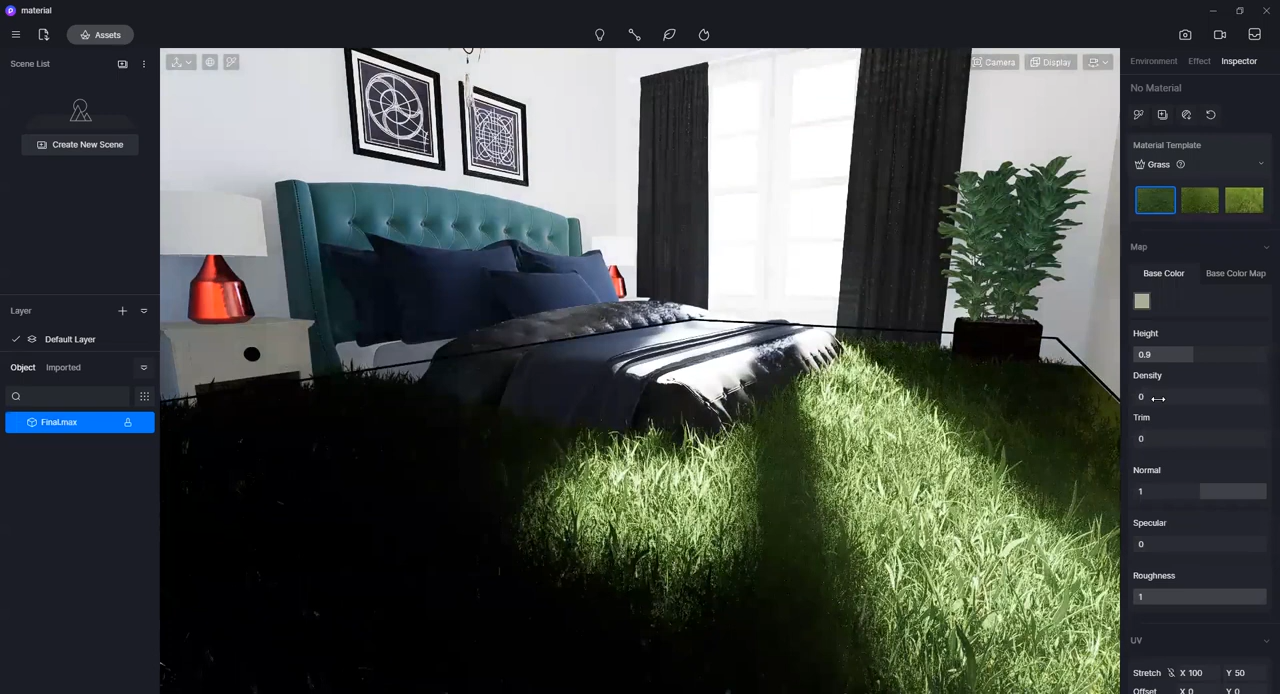 material
Assets
Scene List
Create New Scene
Layer
Default Layer
Object Imported
Final.max
Camera
Display
Environment Effect Inspector
No Material
Material Template
Grass
Map
Base Color Base Color Map
Height
0.9
Density
0
Trim
0
Normal
1
Specular
0
Roughness
1
UV
Stretch X 100 Y 50
Offset X 0 Y 0